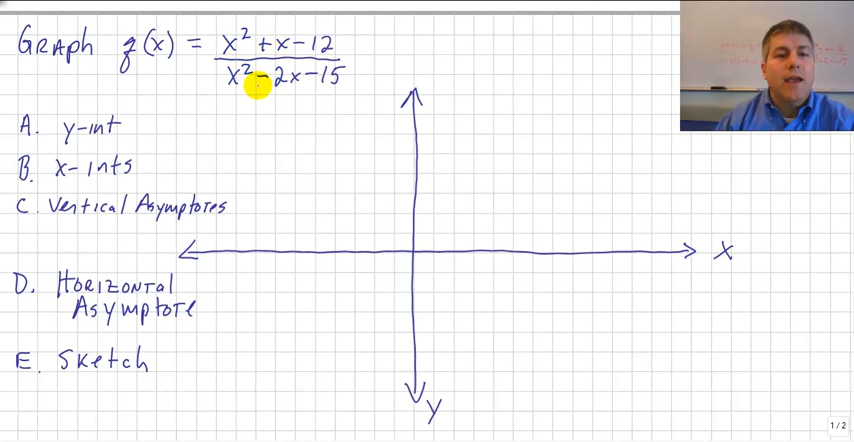 Graph g(x) = x² + x - 12
x² - 2x - 15
A. y-int
B. x-ints
C. Vertical Asymptotes
X
D. Horizontal
Asymptote
E. Sketch
y
1/2